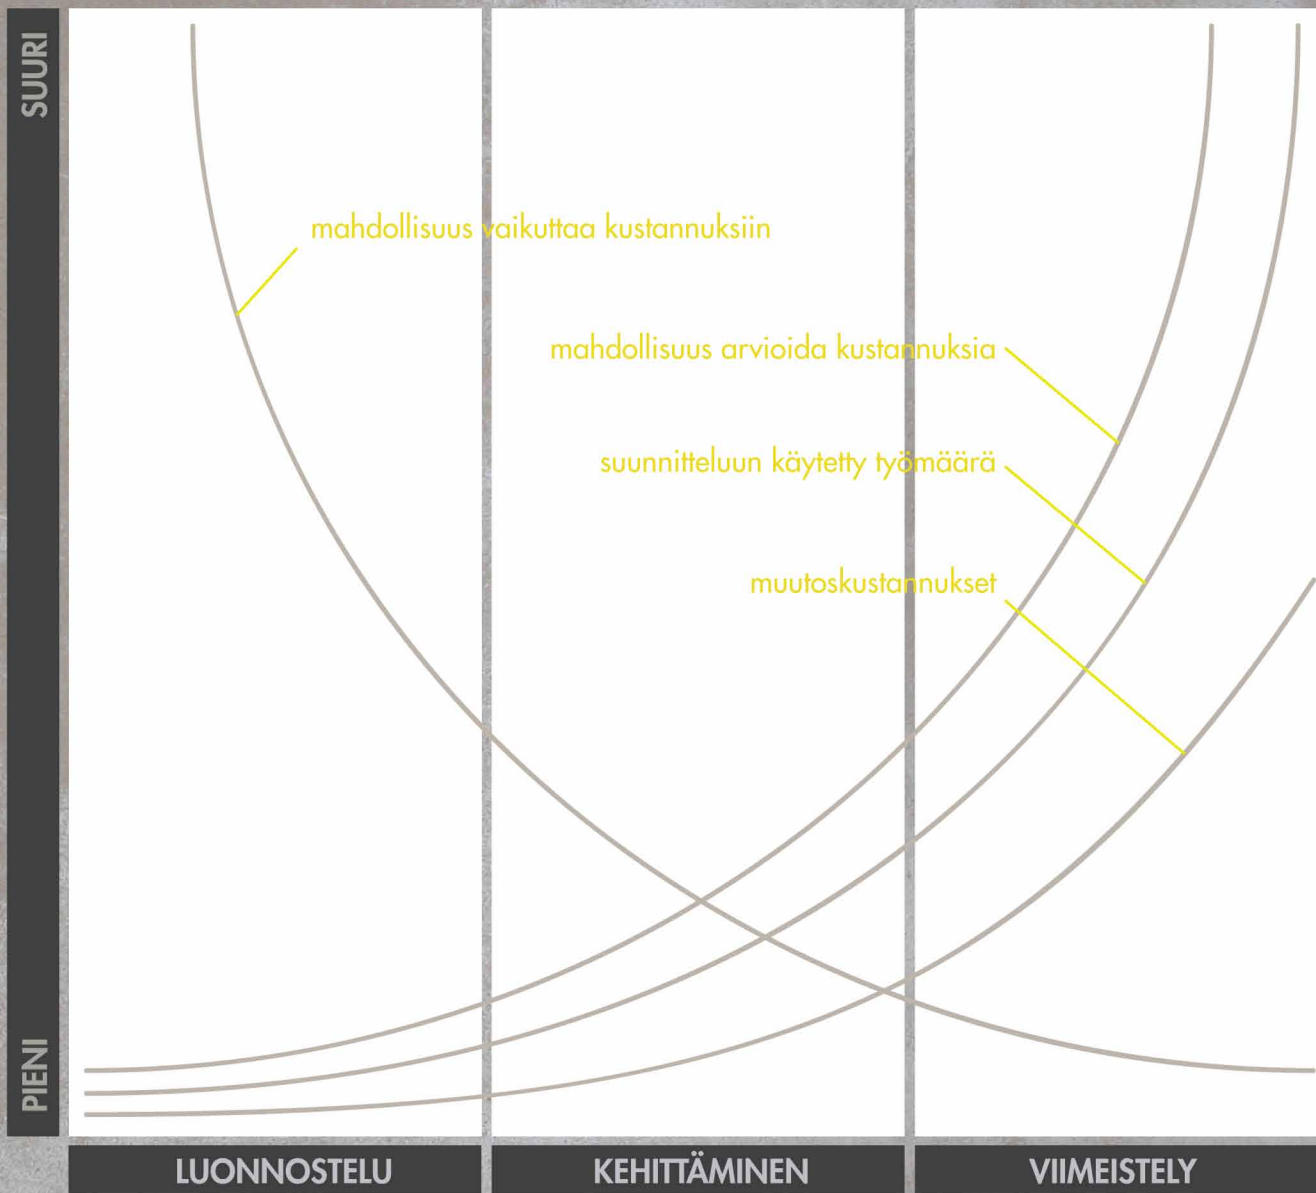 SUURI
mahdollisuus vaikuttaa kustannuksiin
mahdollisuus arvioida kustannuksia
suunnitteluun käytetty työmäärä
muutoskustannukset
PIENI
LUONNOSTELU
KEHITTÄMINEN
VIIMEISTELY